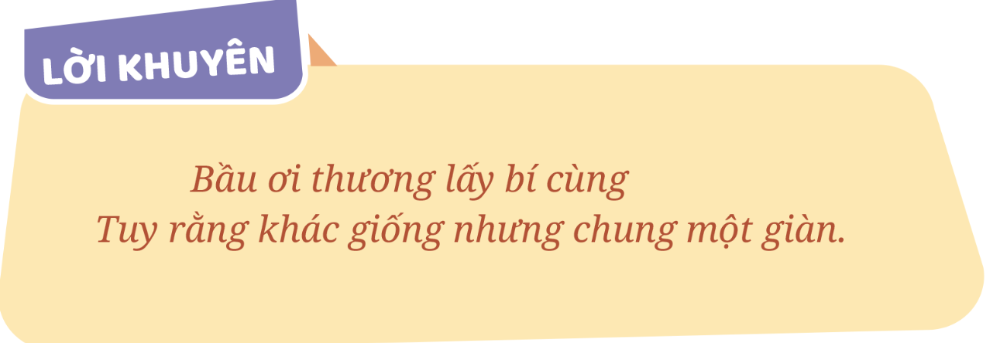 LỜI KHUYÊN
Bầu ơi thương lấy bí cùng
Tuy rằng khác giống nhưng chung một giàn.